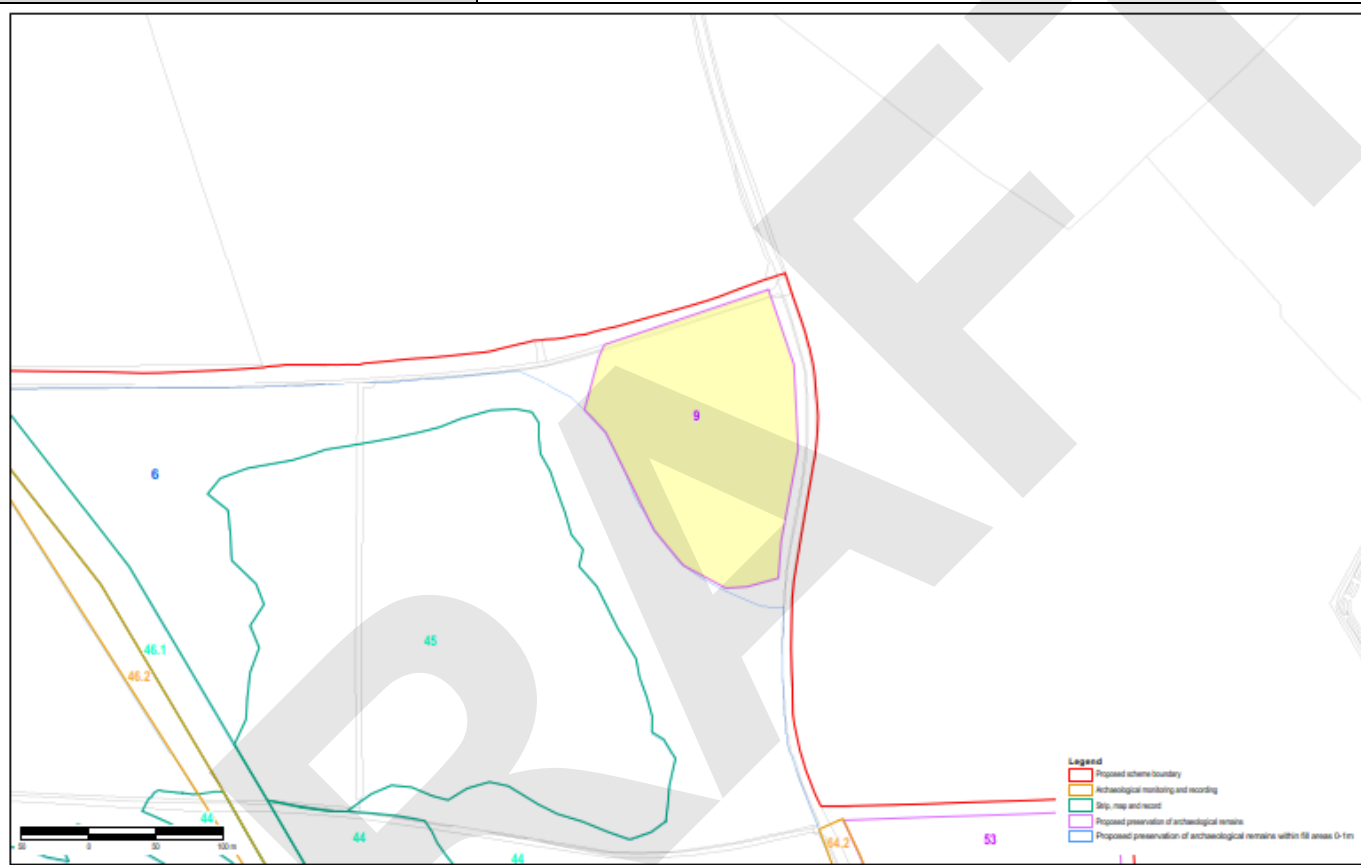 9
6
45
46.1
46.2
44
44
44
64.2
53
50 0 50 100 m
Legend
Proposed scheme boundary
Archaeological monitoring and recording
Strip, map and record
Proposed preservation of archaeological remains
Proposed preservation of archaeological remains within fill areas 0-1m
DRAFT